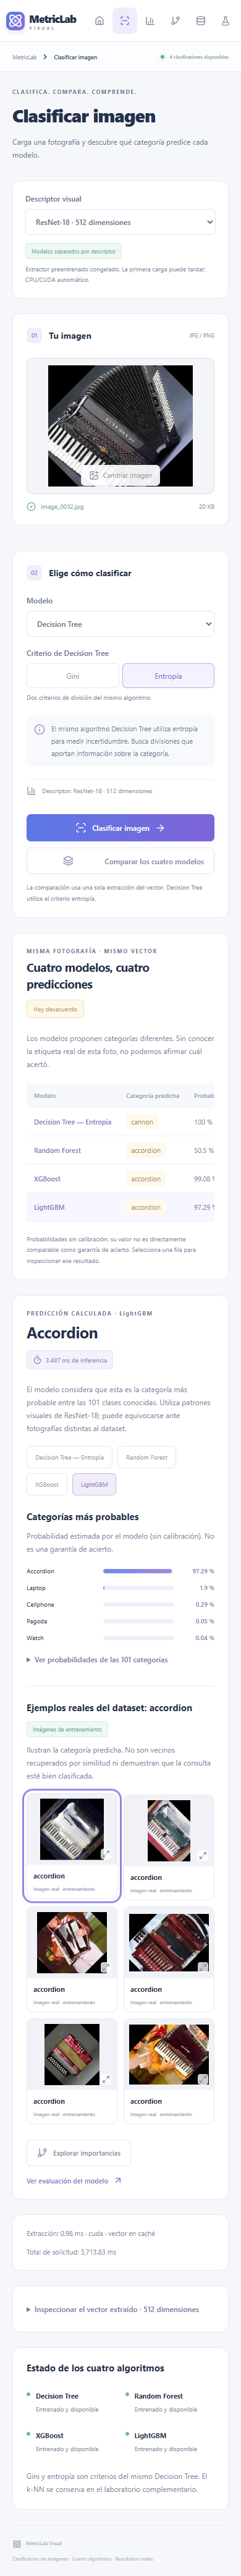 MetricLab
VISUAL
MetricLab > Clasificar imagen
4 clasificadores disponibles
CLASIFICA. COMPARA. COMPRENDE.
Clasificar imagen
Carga una fotografía y descubre qué categoría predice cada
modelo.
Descriptor visual
ResNet-18 · 512 dimensiones
Modelos separados por descriptor
Extractor preentrenado congelado. La primera carga puede tardar:
CPU/CUDA automático.
01 Tu imagen
JPG / PNG
Cambiar imagen
image_0032.jpg
20 KB
02 Elige cómo clasificar
Modelo
Decision Tree
Criterio de Decision Tree
Gini
Entropía
Dos criterios de división del mismo algoritmo.
El mismo algoritmo Decision Tree utiliza entropía
para medir incertidumbre. Busca divisiones que
aportan información sobre la categoría.
Descriptor: ResNet-18 · 512 dimensiones
Clasificar imagen
Comparar los cuatro modelos
La comparación usa una sola extracción del vector. Decision Tree
utiliza el criterio entropía.
MISMA FOTOGRAFÍA · MISMO VECTOR
Cuatro modelos, cuatro
predicciones
Hay desacuerdo
Los modelos proponen categorías diferentes. Sin conocer
la etiqueta real de esta foto, no podemos afirmar cuál
acertó.
Modelo Categoría predicha Probab
Decision Tree — Entropía cannon 100 %
Random Forest accordion 50.5 %
XGBoost accordion 99.08 %
LightGBM accordion 97.29 %
Probabilidades sin calibración: su valor no es directamente
comparable como garantía de acierto. Selecciona una fila para
inspeccionar ese resultado.
PREDICCIÓN CALCULADA · LightGBM
Accordion
3.487 ms de inferencia
El modelo considera que esta es la categoría más
probable entre las 101 clases conocidas. Utiliza patrones
visuales de ResNet-18; puede equivocarse ante
fotografías distintas al dataset.
Decision Tree — Entropía
Random Forest
XGBoost
LightGBM
Categorías más probables
Probabilidad estimada por el modelo (sin calibración). No
es una garantía de acierto.
Accordion 97.29 %
Laptop 1.9 %
Cellphone 0.29 %
Pagoda 0.05 %
Watch 0.04 %
Ver probabilidades de las 101 categorías
Ejemplos reales del dataset: accordion
Imágenes de entrenamiento
Ilustran la categoría predicha. No son vecinos
recuperados por similitud ni demuestran que la consulta
esté bien clasificada.
accordion
Imagen real · entrenamiento
accordion
Imagen real · entrenamiento
accordion
Imagen real · entrenamiento
accordion
Imagen real · entrenamiento
accordion
Imagen real · entrenamiento
accordion
Imagen real · entrenamiento
Explorar importancias
Ver evaluación del modelo
Extracción: 0.98 ms · cuda · vector en caché
Total de solicitud: 3,713.83 ms
Inspeccionar el vector extraído · 512 dimensiones
Estado de los cuatro algoritmos
Decision Tree
Entrenado y disponible
Random Forest
Entrenado y disponible
XGBoost
Entrenado y disponible
LightGBM
Entrenado y disponible
Gini y entropía son criterios del mismo Decision Tree. El
k-NN se conserva en el laboratorio complementario.
MetricLab Visual
Clasificación de imágenes · Cuatro algoritmos · Resultados reales.